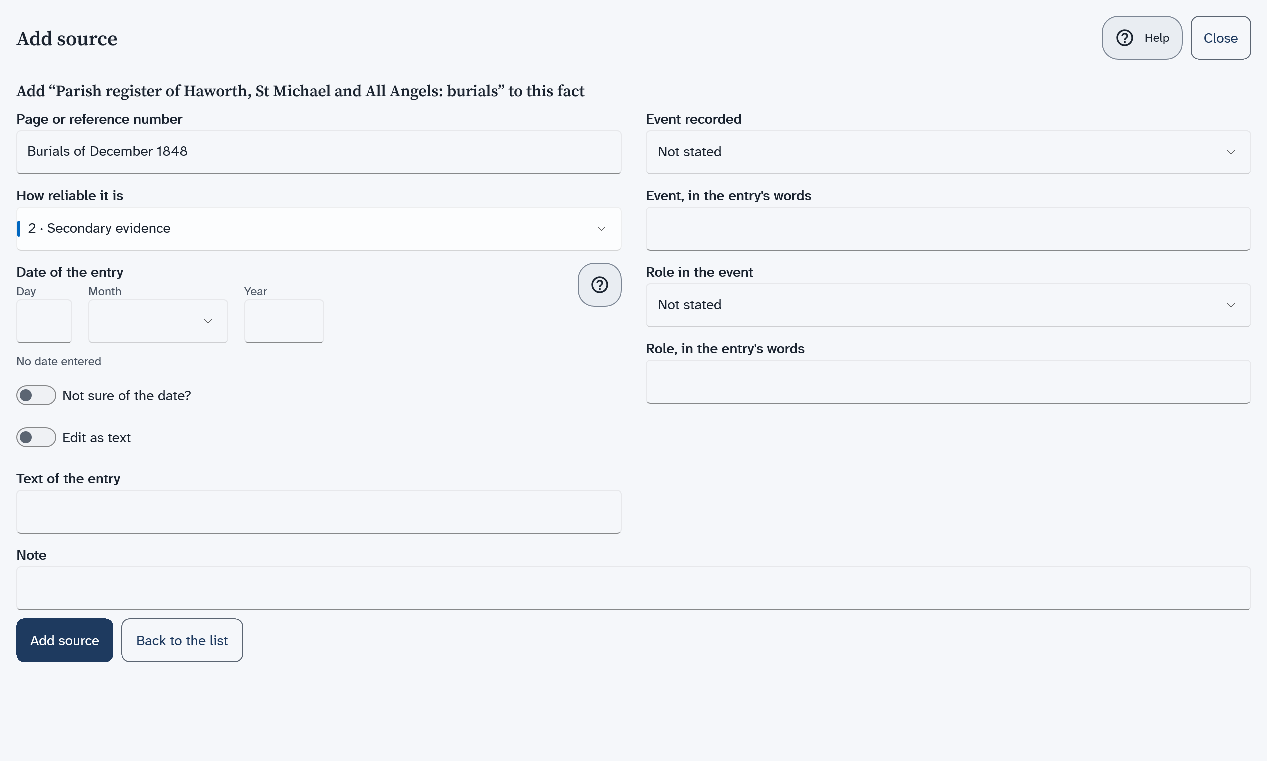 Add source
Help
Close
Add “Parish register of Haworth, St Michael and All Angels: burials” to this fact
Page or reference number
Burials of December 1848
How reliable it is
2 · Secondary evidence
Date of the entry
Day
Month
Year
No date entered
Not sure of the date?
Edit as text
Text of the entry
Event recorded
Not stated
Event, in the entry's words
Role in the event
Not stated
Role, in the entry's words
Note
Add source
Back to the list